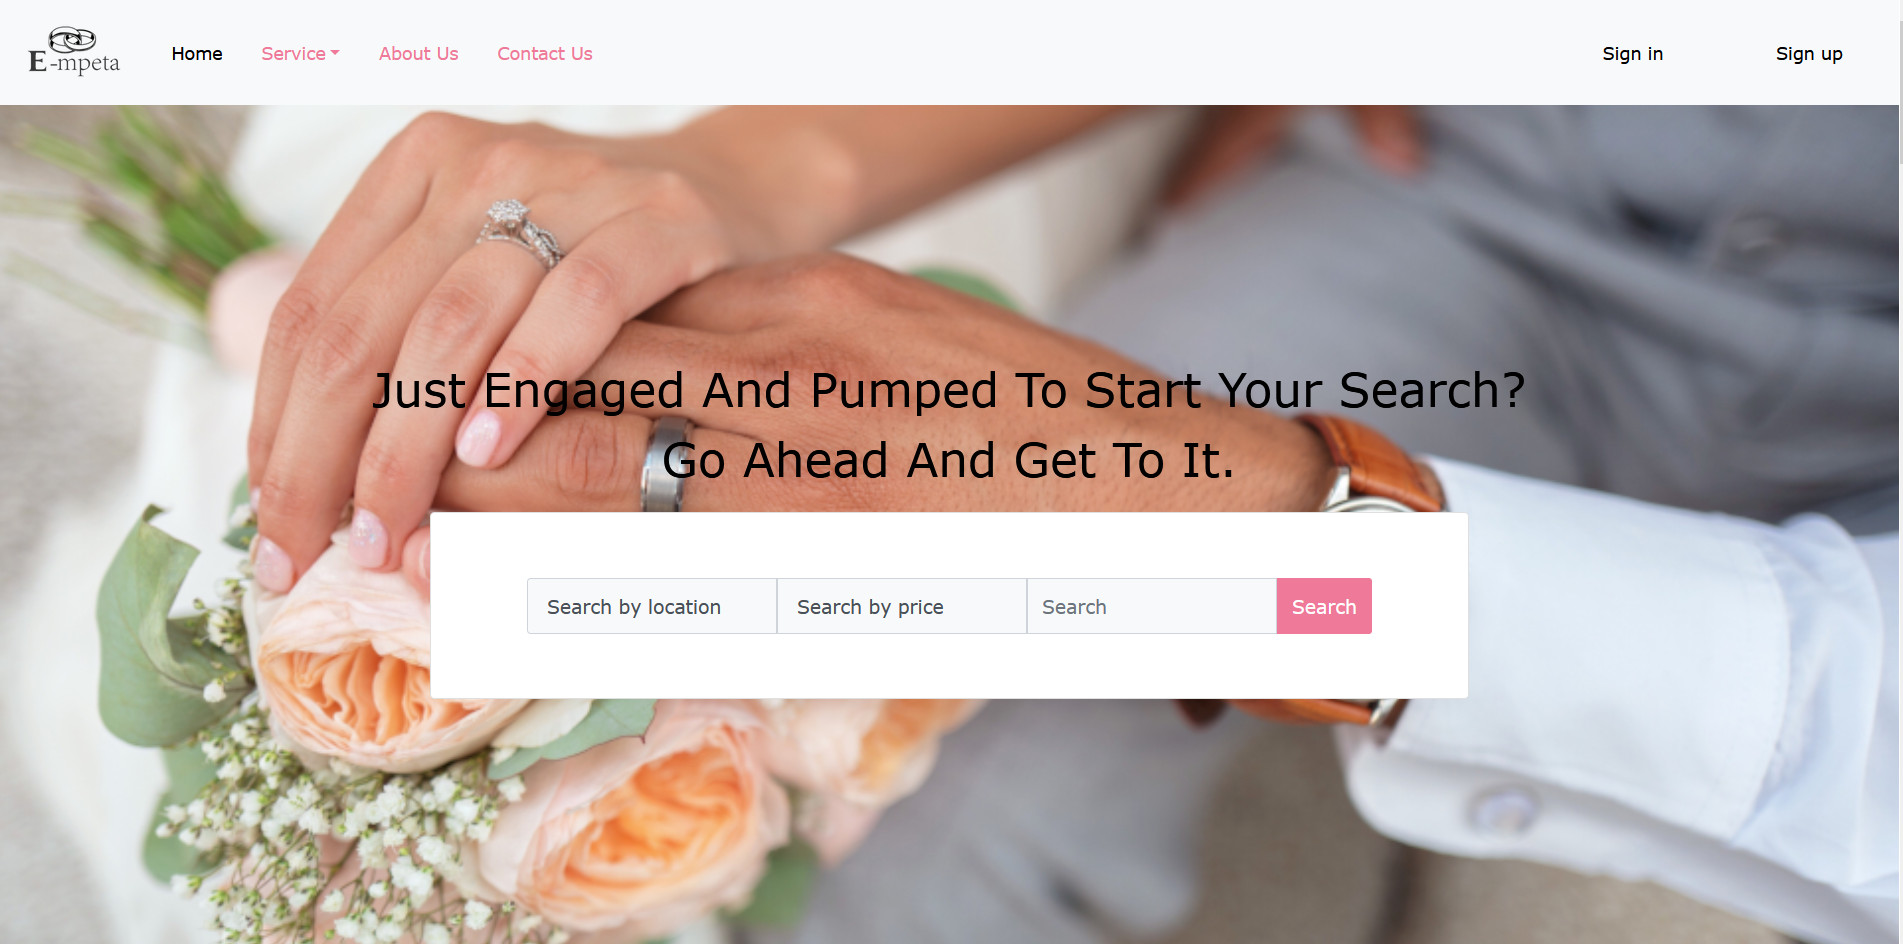 E-mpeta
Home
Service
About Us
Contact Us
Sign in
Sign up
Just Engaged And Pumped To Start Your Search?
Go Ahead And Get To It.
Search by location
Search by price
Search
Search